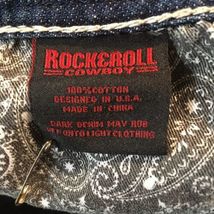 ROCK&ROLL
COWBOY
100% COTTON
DESIGNED IN U.S.A.
MADE IN CHINA
DARK DENIM MAY RUB
OFF ONTO LIGHT CLOTHING